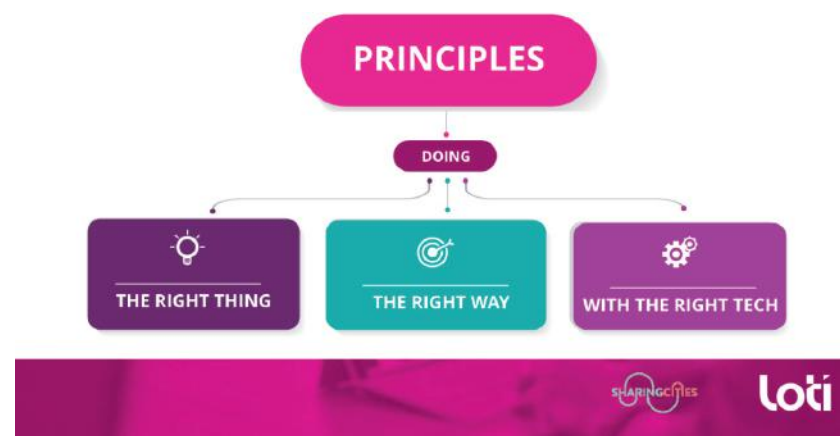 PRINCIPLES
DOING
THE RIGHT THING
THE RIGHT WAY
WITH THE RIGHT TECH
SHARINGCITIES
loti